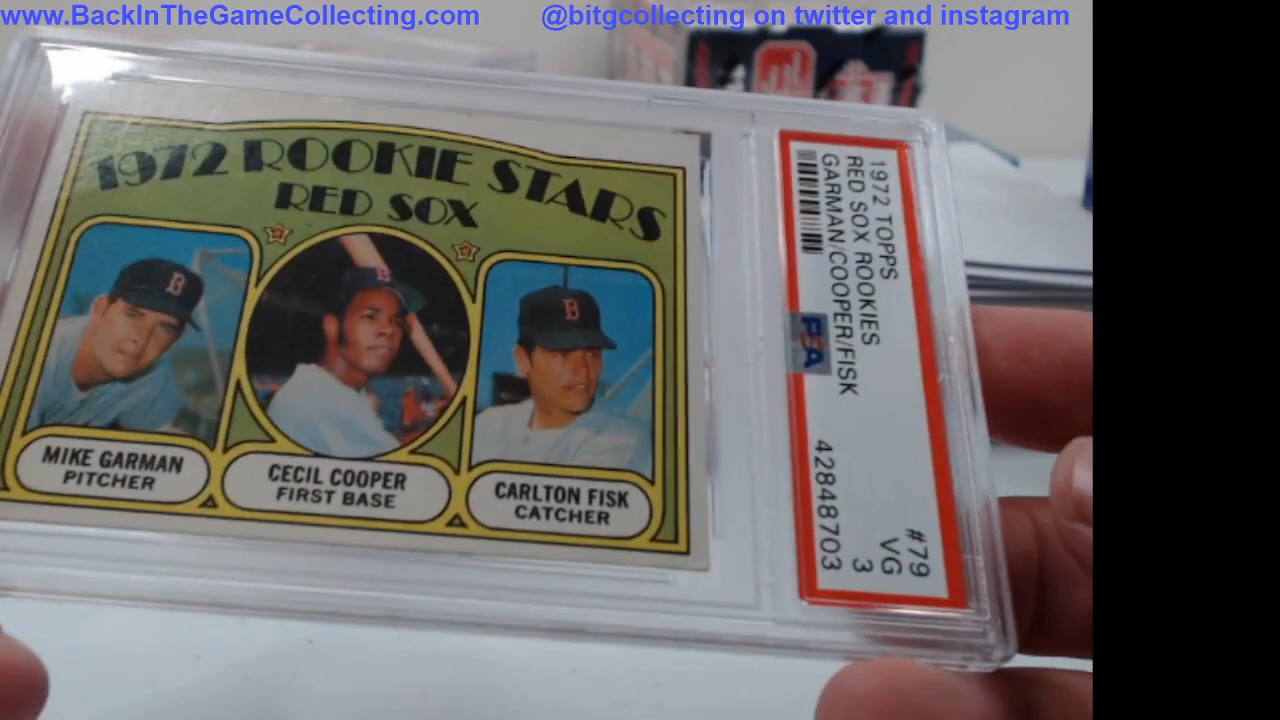 www.BackInTheGameCollecting.com @bitgcollecting on twitter and instagram
1972 ROOKIE STARS
RED SOX
B
B
B
MIKE GARMAN
PITCHER
CECIL COOPER
FIRST BASE
CARLTON FISK
CATCHER
1972 TOPPS
RED SOX ROOKIES
GARMAN/COOPER/FISK
PSA
#79
VG
3
42848703